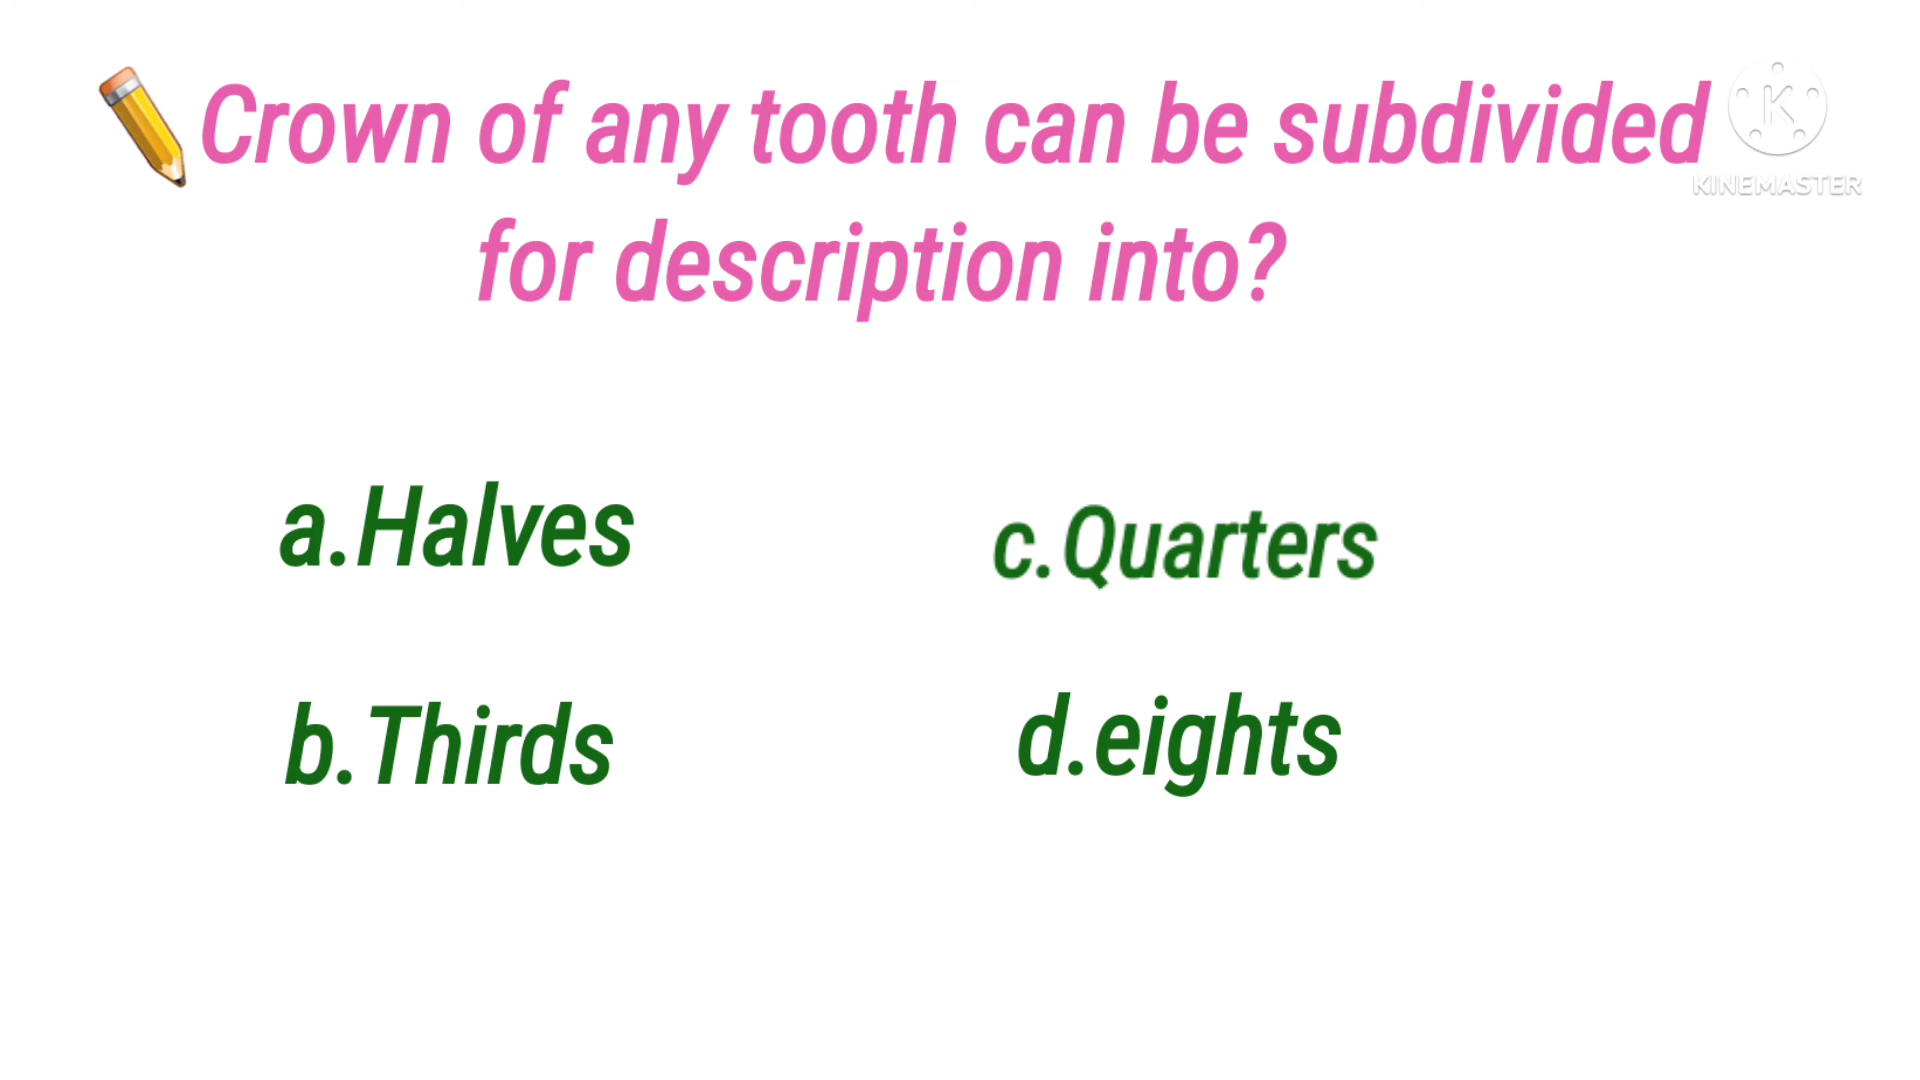 Crown of any tooth can be subdivided
for description into?
K
KINEMASTER
a.Halves
c.Quarters
b.Thirds
d.eights